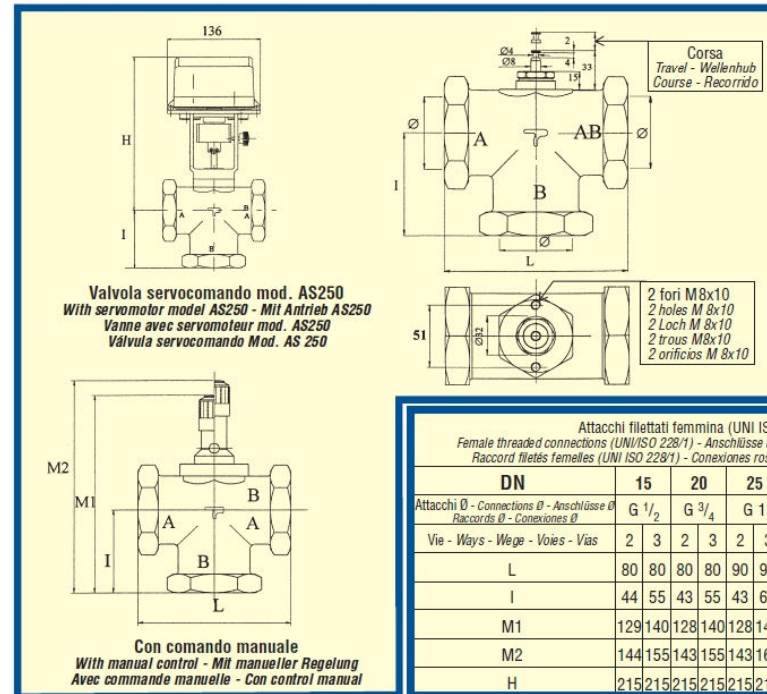 136
H
I
A
B
A
B
Valvola servocomando mod. AS250
With servomotor model AS250 - Mit Antrieb AS250
Vanne avec servomoteur mod. AS250
Válvula servocomando Mod. AS 250
2
Ø4
Ø8
4
15
33
Corsa
Travel - Wellenhub
Course - Recorrido
Ø
A
AB
Ø
I
B
Ø
L
51
Ø32
2 fori M8x10
2 holes M 8x10
2 Loch M 8x10
2 trous M8x10
2 orificios M 8x10
M2
M1
I
B
A
A
B
L
Con comando manuale
With manual control - Mit manueller Regelung
Avec commande manuelle - Con control manual
Attacchi filettati femmina (UNI IS
Female threaded connections (UNI/ISO 228/1) - Anschlüsse
Raccord filetés femelles (UNI ISO 228/1) - Conexiones ros
DN 15 20 25
Attacchi Ø - Connections Ø - Anschlüsse Ø
Raccords Ø - Conexiones Ø
G 1/2 G 3/4 G 1
Vie - Ways - Wege - Voies - Vias 2 3 2 3 2
L 80 80 80 80 90
I 44 55 43 55 43
M1 129 140 128 140 128
M2 144 155 143 155 143
H 215 215 215 215 215